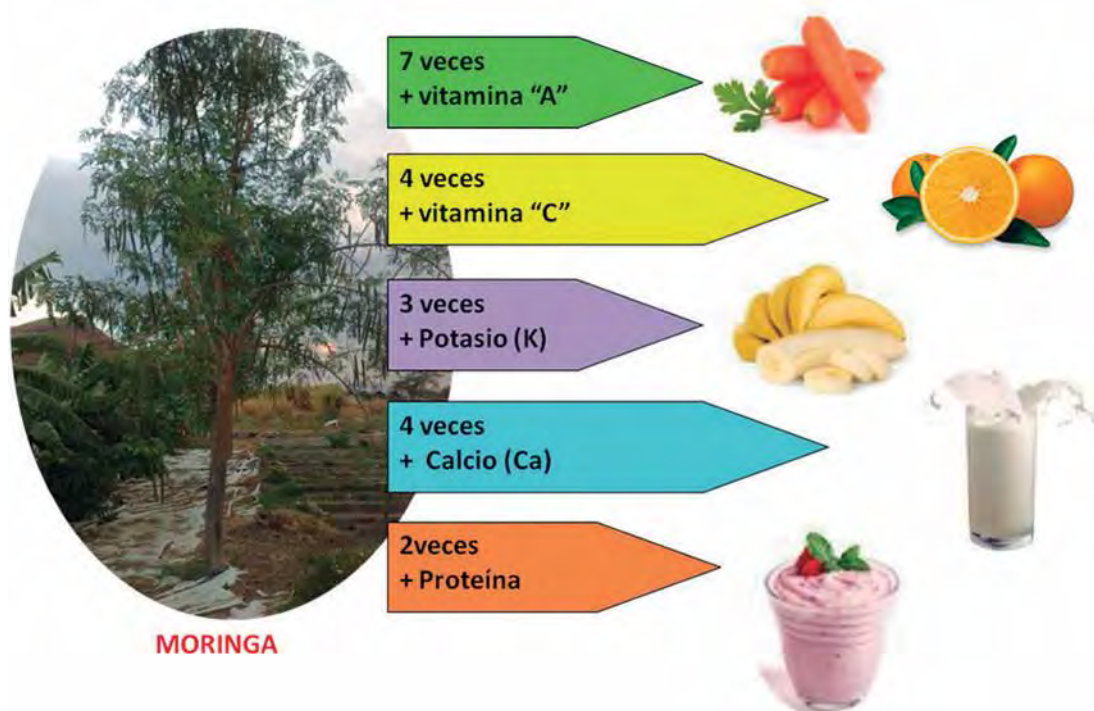 7 veces
+ vitamina “A”
4 veces
+ vitamina “C”
3 veces
+ Potasio (K)
4 veces
+ Calcio (Ca)
2veces
+ Proteína
MORINGA